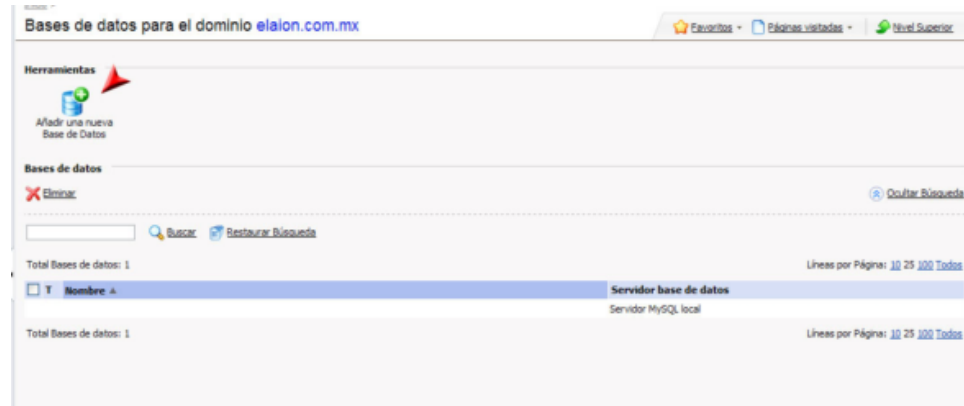 Bases de datos para el dominio elaion.com.mx
Favoritos
Páginas visitadas
Nivel Superior
Herramientas
Añadir una nueva
Base de Datos
Bases de datos
Eliminar
Ocultar Búsqueda
Buscar
Restaurar Búsqueda
Total Bases de datos: 1
Líneas por Página: 10 25 100 Todos
T
Nombre
Servidor base de datos
Servidor MySQL local
Total Bases de datos: 1
Líneas por Página: 10 25 100 Todos